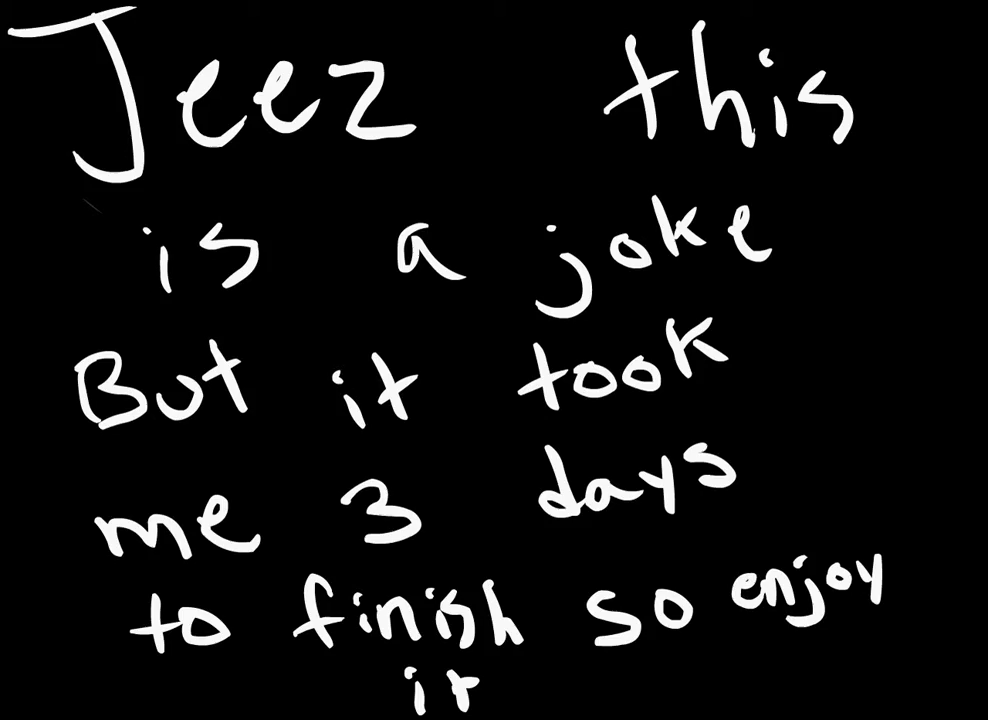 Jeez this
is a joke
But it took
me 3 days
to finish so enjoy
it